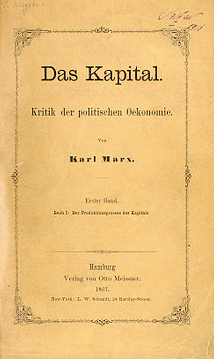 Das Kapital.
Kritik der politischen Oekonomie.
Von
Karl Marx.
Erster Band.
Buch I: Der Produktionsprocess des Kapitals.
Hamburg
Verlag von Otto Meissner.
1867.
New-York: L. W. Schmidt, 24 Barclay-Street.